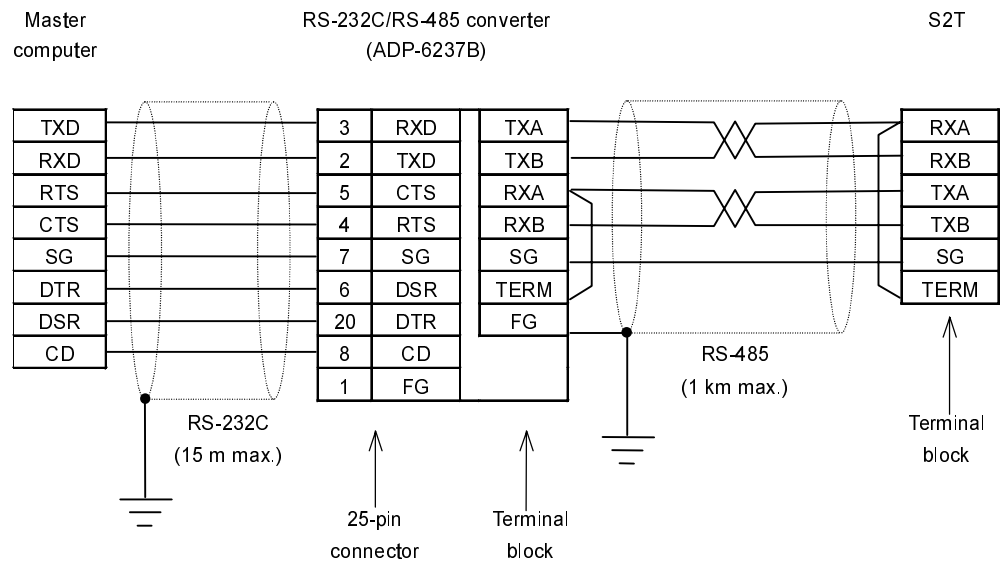 Master
computer
RS-232C/RS-485 converter
(ADP-6237B)
S2T
TXD 3 RXD TXA RXA
RXD 2 TXD TXB RXB
RTS 5 CTS RXA TXA
CTS 4 RTS RXB TXB
SG 7 SG SG SG
DTR 6 DSR TERM TERM
DSR 20 DTR FG
CD 8 CD
1 FG
RS-485
(1 km max.)
RS-232C
(15 m max.)
Terminal
block
25-pin
connector
Terminal
block